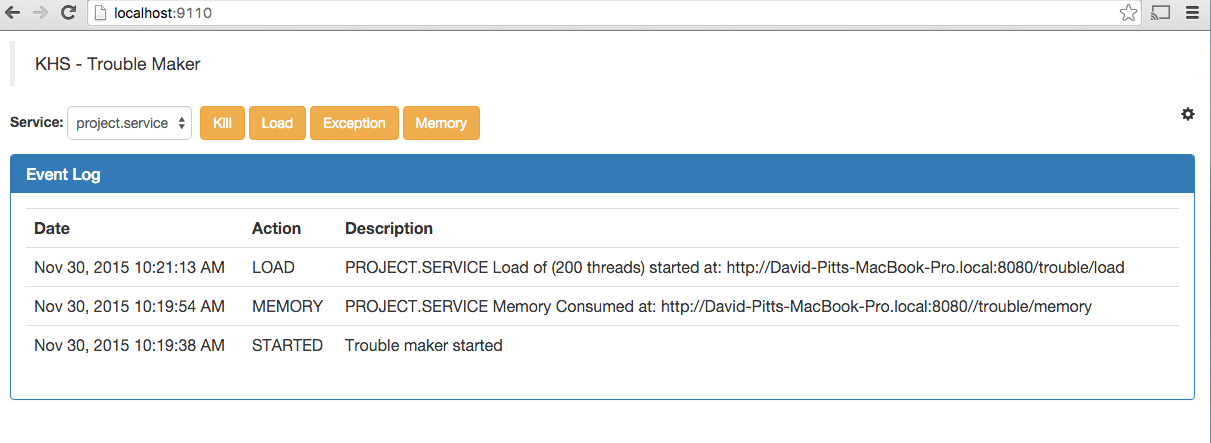 localhost:9110
KHS - Trouble Maker
Service: project.service Kill Load Exception Memory
Event Log
Date Action Description
Nov 30, 2015 10:21:13 AM LOAD PROJECT.SERVICE Load of (200 threads) started at: http://David-Pitts-MacBook-Pro.local:8080/trouble/load
Nov 30, 2015 10:19:54 AM MEMORY PROJECT.SERVICE Memory Consumed at: http://David-Pitts-MacBook-Pro.local:8080//trouble/memory
Nov 30, 2015 10:19:38 AM STARTED Trouble maker started